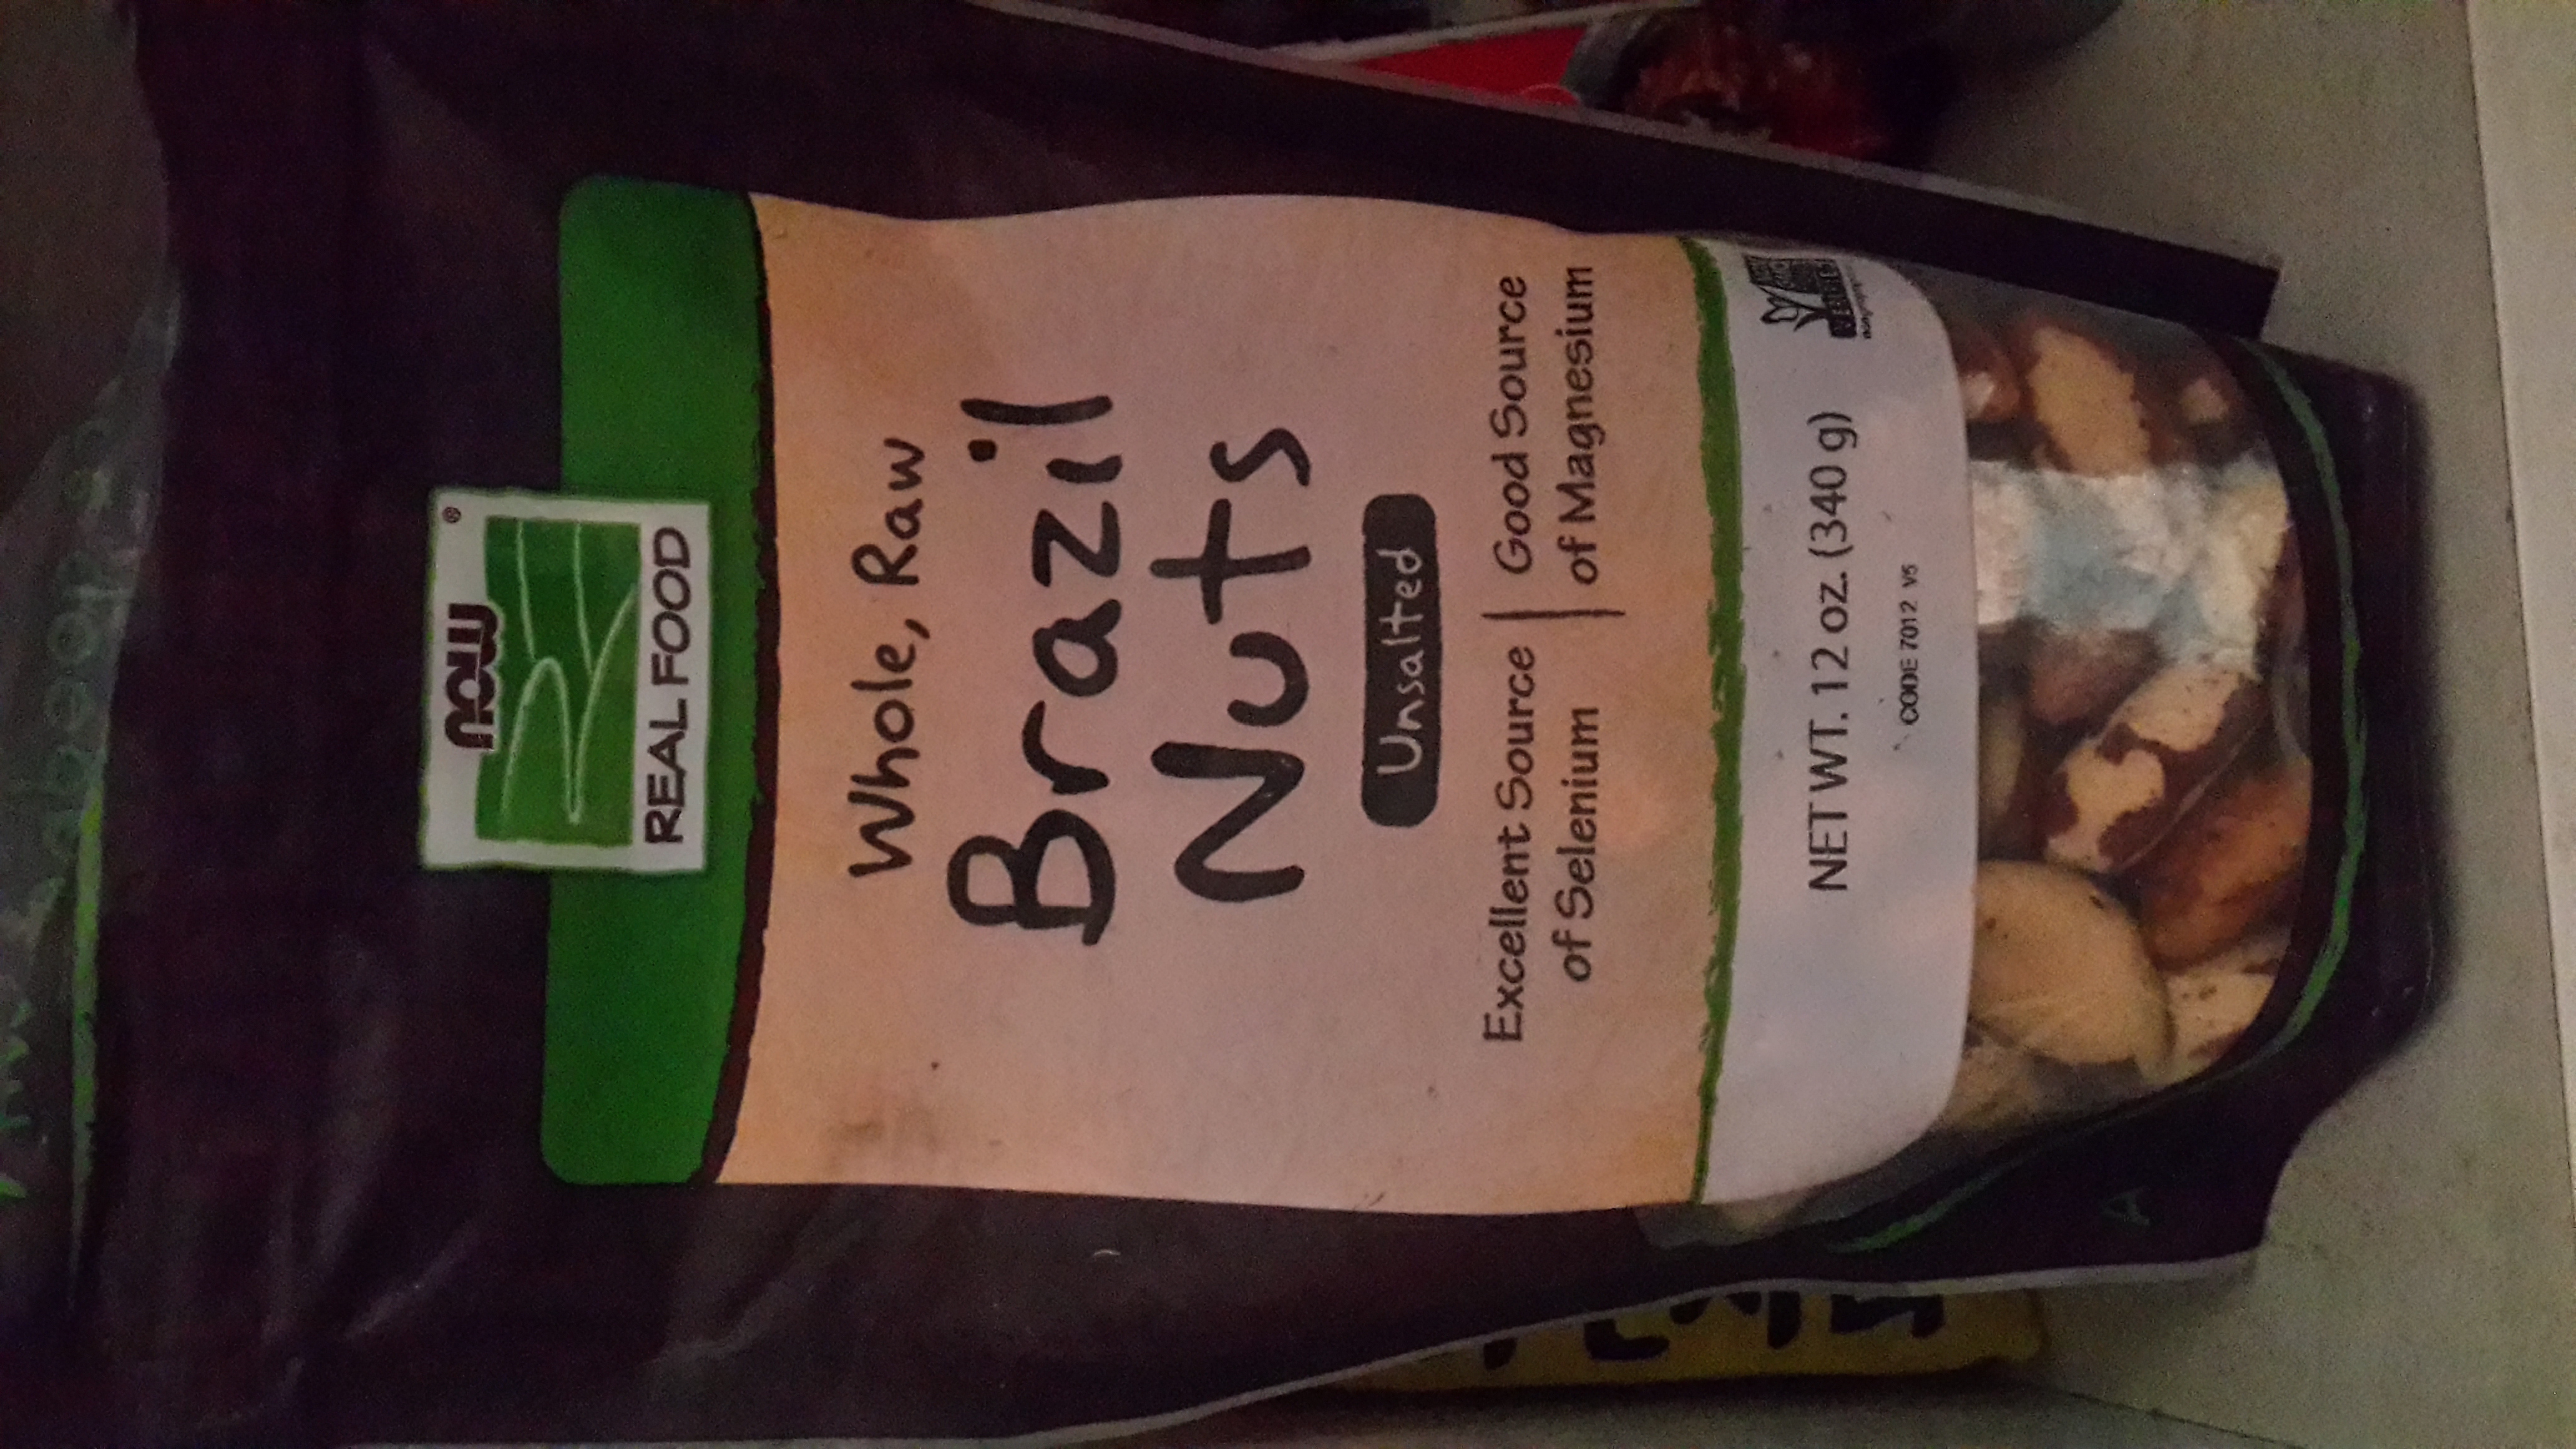 NOW®
REAL FOOD
Whole, Raw
Brazil
Nuts
Unsalted
Excellent Source
of Selenium
Good Source
of Magnesium
NET WT. 12 oz. (340 g)
CODE 7012 V5